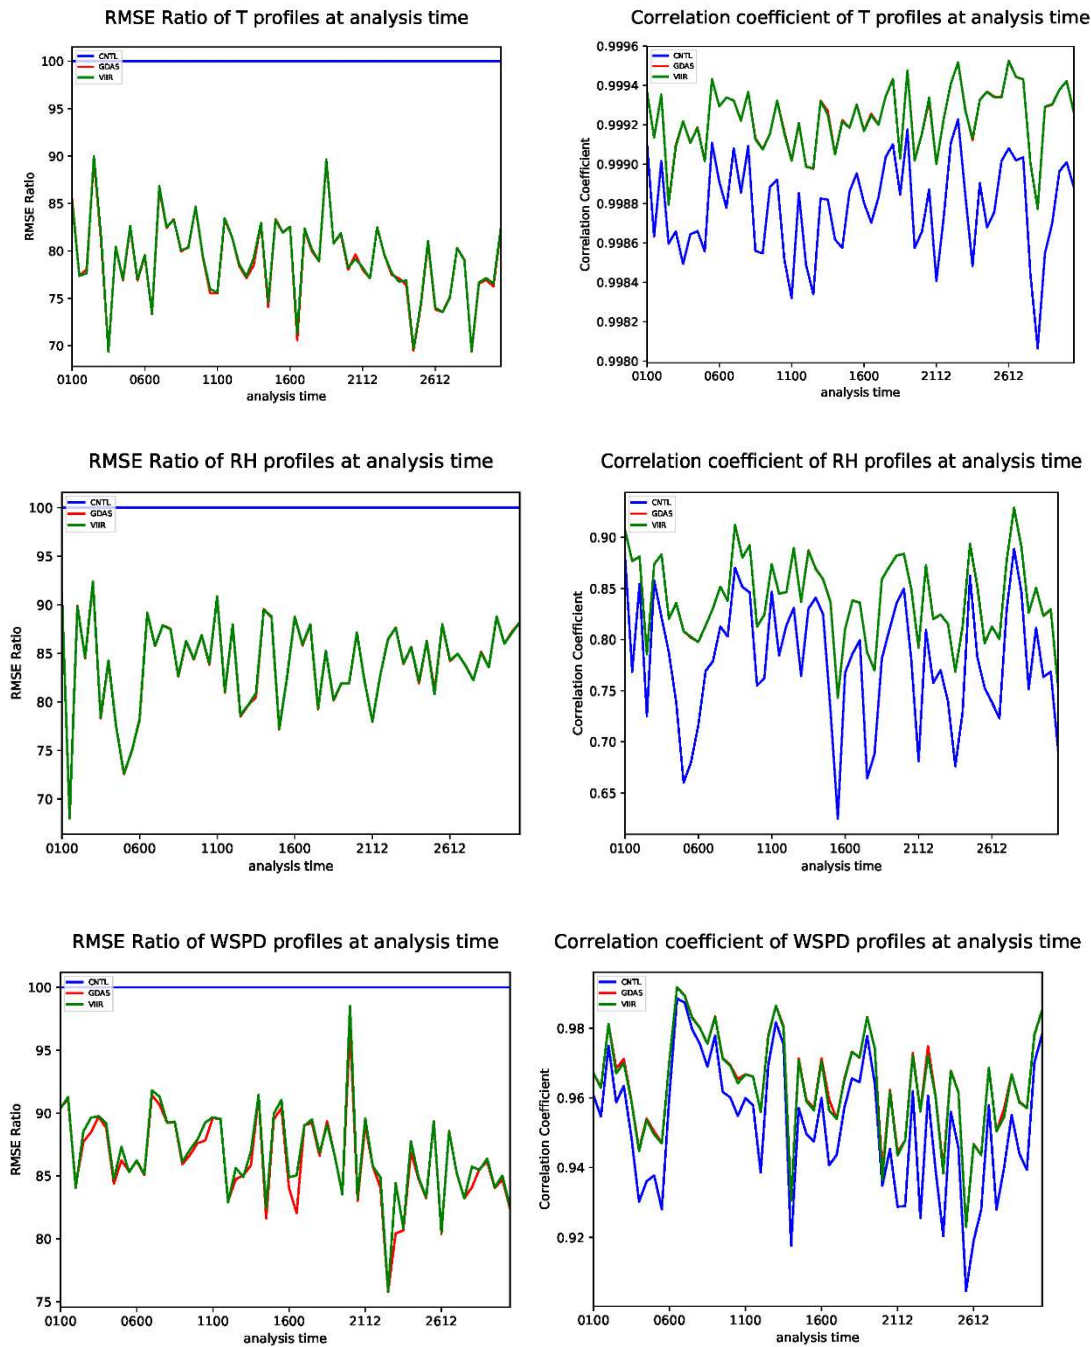 RMSE Ratio of T profiles at analysis time
100
95
90
85
80
75
70
RMSE Ratio
CNTL
GDAS
VIIR
0100 0600 1100 1600 2112 2612
analysis time
Correlation coefficient of T profiles at analysis time
0.9996
0.9994
0.9992
0.9990
0.9988
0.9986
0.9984
0.9982
0.9980
Correlation Coefficient
CNTL
GDAS
VIIR
0100 0600 1100 1600 2112 2612
analysis time
RMSE Ratio of RH profiles at analysis time
100
95
90
85
80
75
70
RMSE Ratio
CNTL
GDAS
VIIR
0100 0600 1100 1600 2112 2612
analysis time
Correlation coefficient of RH profiles at analysis time
0.90
0.85
0.80
0.75
0.70
0.65
Correlation Coefficient
CNTL
GDAS
VIIR
0100 0600 1100 1600 2112 2612
analysis time
RMSE Ratio of WSPD profiles at analysis time
100
95
90
85
80
75
RMSE Ratio
CNTL
GDAS
VIIR
0100 0600 1100 1600 2112 2612
analysis time
Correlation coefficient of WSPD profiles at analysis time
0.98
0.96
0.94
0.92
Correlation Coefficient
CNTL
GDAS
VIIR
0100 0600 1100 1600 2112 2612
analysis time